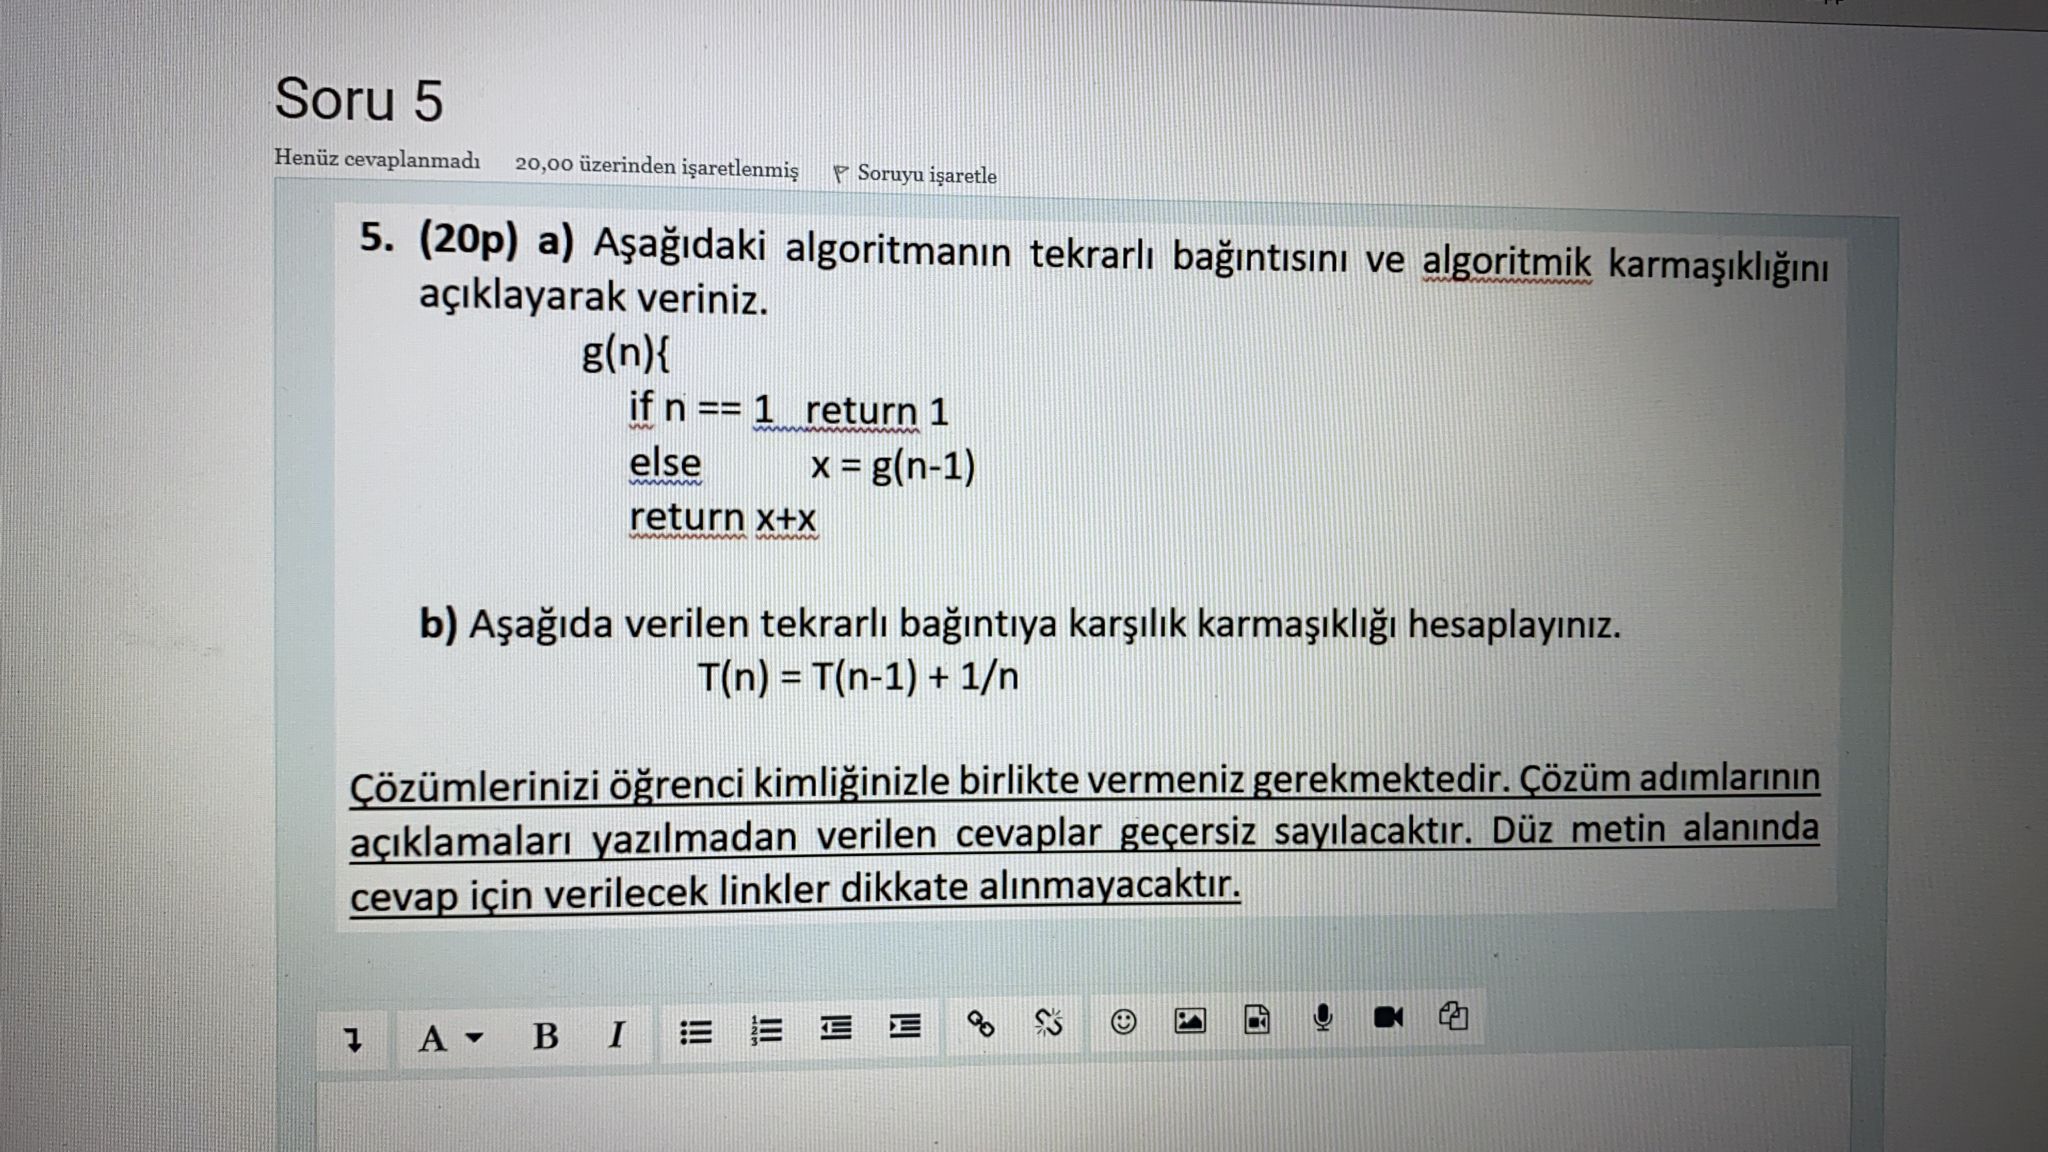 Soru 5
Henüz cevaplanmadı 20,00 üzerinden işaretlenmiş Soruyu işaretle
5. (20p) a) Aşağıdaki algoritmanın tekrarlı bağıntısını ve algoritmik karmaşıklığını
açıklayarak veriniz.
g(n){
if n == 1 return 1
else x = g(n-1)
return x+x
b) Aşağıda verilen tekrarlı bağıntıya karşılık karmaşıklığı hesaplayınız.
T(n) = T(n-1) + 1/n
Çözümlerinizi öğrenci kimliğinizle birlikte vermeniz gerekmektedir. Çözüm adımlarının
açıklamaları yazılmadan verilen cevaplar geçersiz sayılacaktır. Düz metin alanında
cevap için verilecek linkler dikkate alınmayacaktır.
A B I